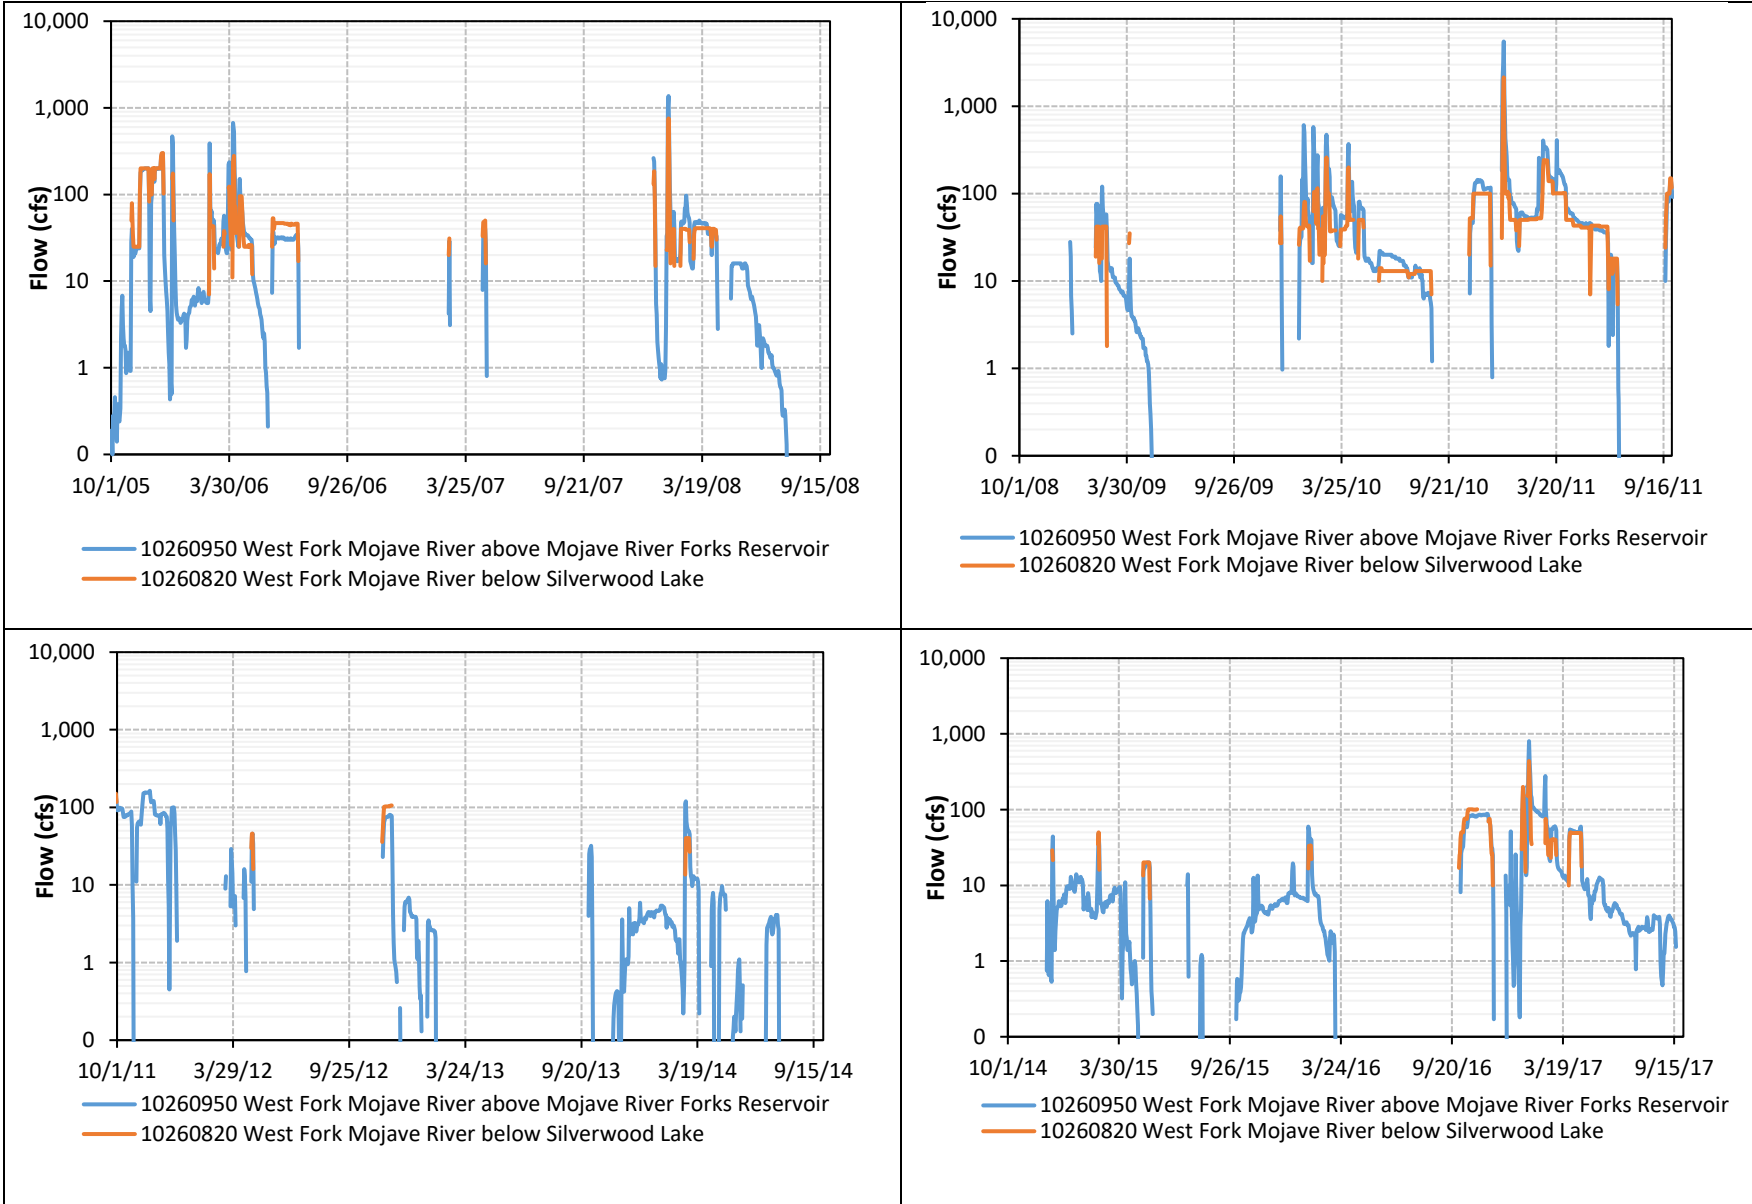 10,000
1,000
100
10
1
0
Flow (cfs)
10/1/05 3/30/06 9/26/06 3/25/07 9/21/07 3/19/08 9/15/08
10260950 West Fork Mojave River above Mojave River Forks Reservoir
10260820 West Fork Mojave River below Silverwood Lake
10,000
1,000
100
10
1
0
Flow (cfs)
10/1/08 3/30/09 9/26/09 3/25/10 9/21/10 3/20/11 9/16/11
10260950 West Fork Mojave River above Mojave River Forks Reservoir
10260820 West Fork Mojave River below Silverwood Lake
10,000
1,000
100
10
1
0
Flow (cfs)
10/1/11 3/29/12 9/25/12 3/24/13 9/20/13 3/19/14 9/15/14
10260950 West Fork Mojave River above Mojave River Forks Reservoir
10260820 West Fork Mojave River below Silverwood Lake
10,000
1,000
100
10
1
0
Flow (cfs)
10/1/14 3/30/15 9/26/15 3/24/16 9/20/16 3/19/17 9/15/17
10260950 West Fork Mojave River above Mojave River Forks Reservoir
10260820 West Fork Mojave River below Silverwood Lake